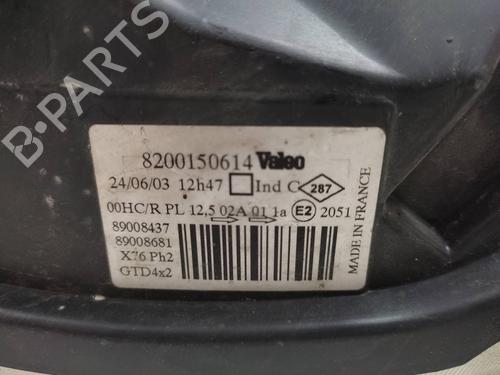 B-PARTS
8200150614 Valeo
24/06/03 12h47 Ind C 287
00HC/R PL 12,5 02A 01 1a E2 2051
89008437
89008681
X76 Ph2
GTD4x2
MADE IN FRANCE